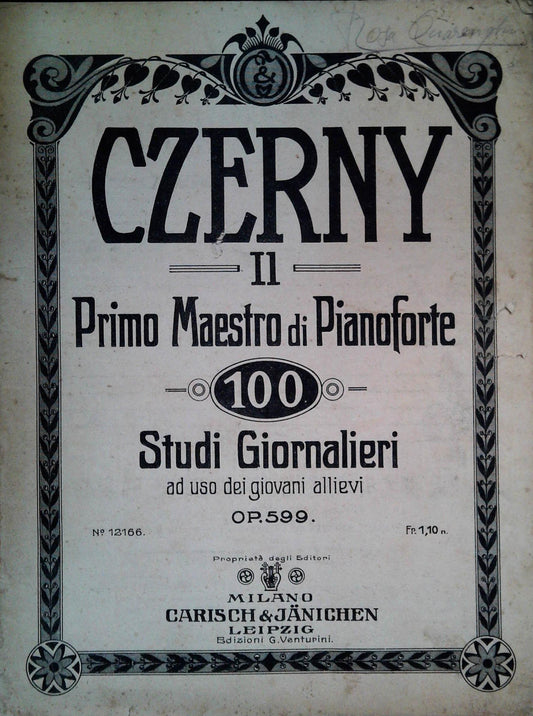 Rosa
CZERNY
Il
Primo Maestro di Pianoforte
100
Studi Giornalieri
ad uso dei giovani allievi
OP. 599.
Nº 12166.
Fr. 1,10 n.
Proprietà degli Editori
MILANO
CARISCH & JÄNICHEN
LEIPZIG
Edizioni G. Venturini.